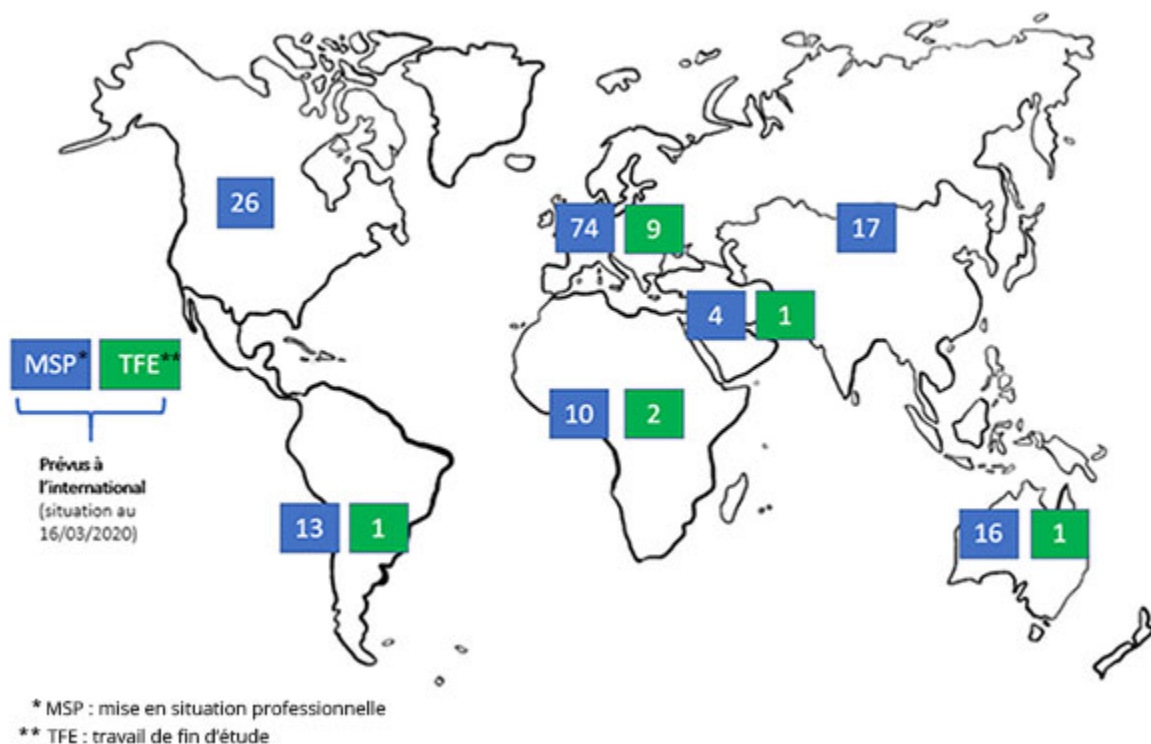 26
74 9
17
4 1
MSP* TFE**
10 2
Prévus à
l'international
(situation au
16/03/2020)
13 1
16 1
* MSP : mise en situation professionnelle
** TFE : travail de fin d'étude